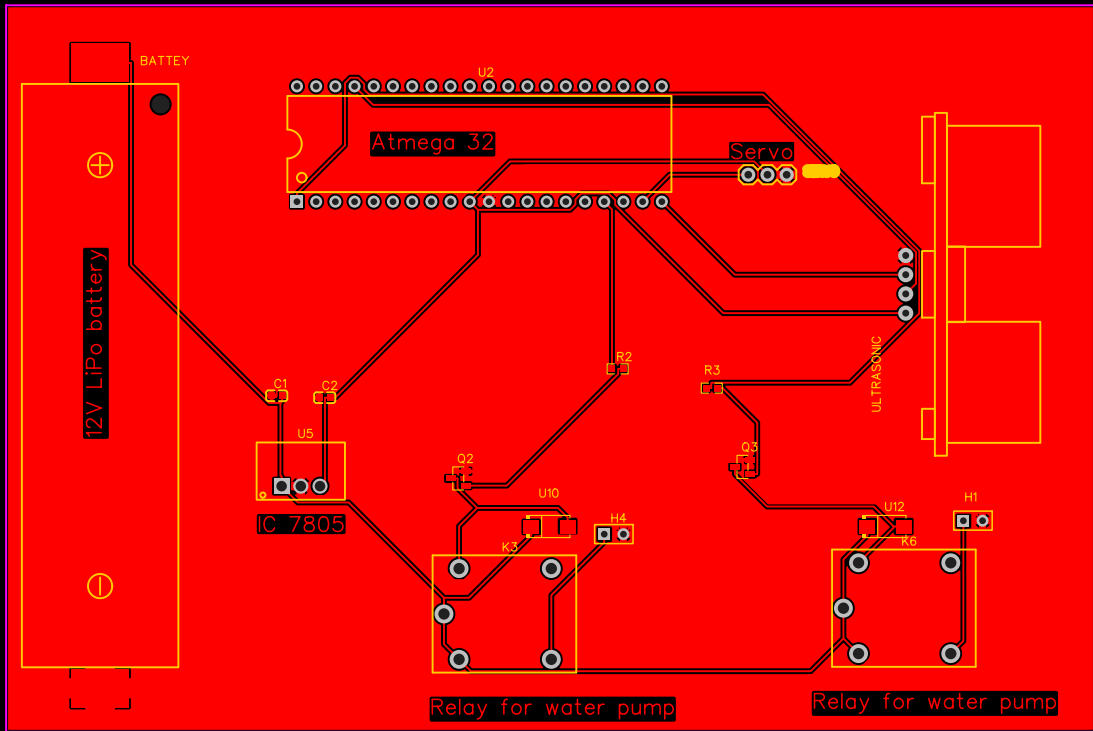 BATTEY
U2
Atmega 32
Servo
12V LiPo battery
ULTRASONIC
R2
R3
C1
C2
U5
IC 7805
Q2
Q3
U10
H4
K3
U12
H1
K6
Relay for water pump
Relay for water pump